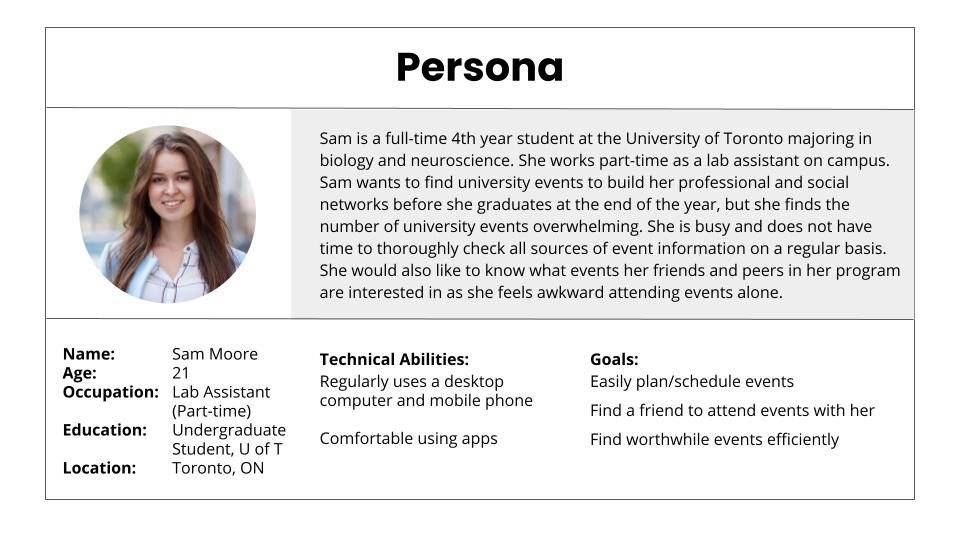 Persona
Sam is a full-time 4th year student at the University of Toronto majoring in
biology and neuroscience. She works part-time as a lab assistant on campus.
Sam wants to find university events to build her professional and social
networks before she graduates at the end of the year, but she finds the
number of university events overwhelming. She is busy and does not have
time to thoroughly check all sources of event information on a regular basis.
She would also like to know what events her friends and peers in her program
are interested in as she feels awkward attending events alone.
Name: Sam Moore
Age: 21
Occupation: Lab Assistant
(Part-time)
Education: Undergraduate
Student, U of T
Location: Toronto, ON
Technical Abilities:
Regularly uses a desktop
computer and mobile phone
Comfortable using apps
Goals:
Easily plan/schedule events
Find a friend to attend events with her
Find worthwhile events efficiently